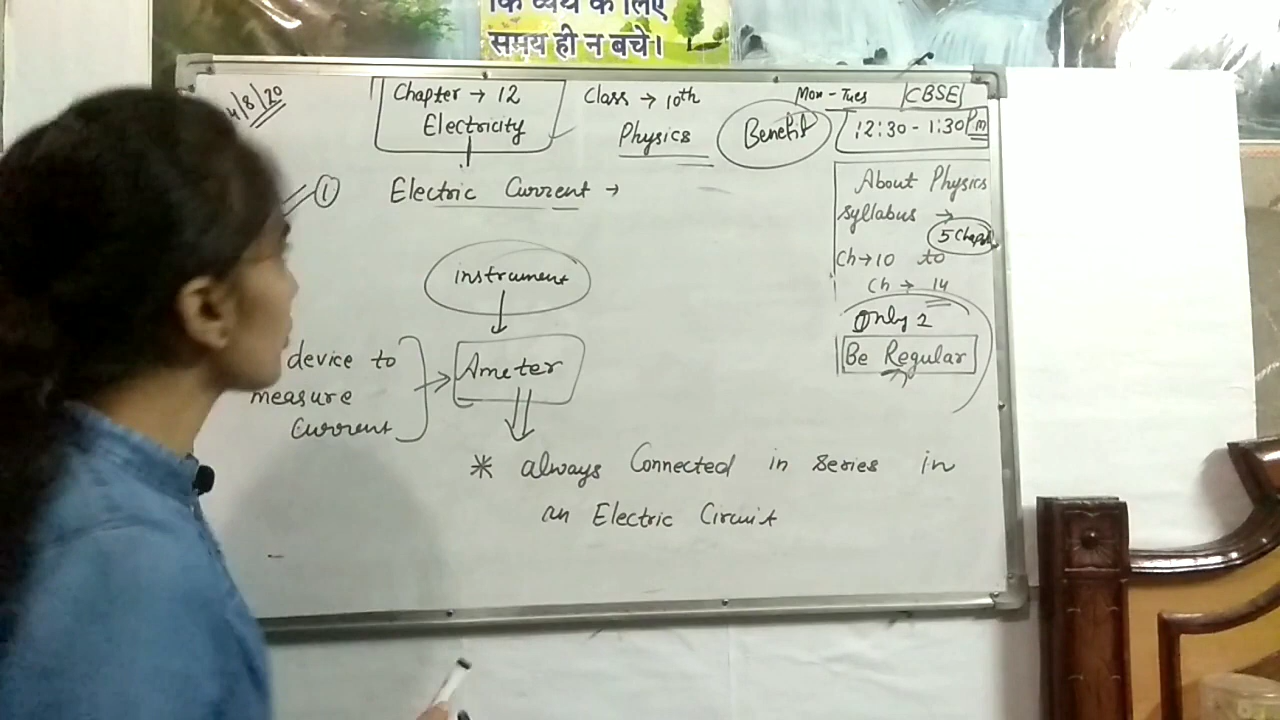 कि व्यर्थ के लिए
समय ही न बचे।
4/8/20
Chapter → 12
Electricity
Class → 10th
Physics
Benefit
Mon - Tues
CBSE
12:30 - 1:30 Pm
① Electric Current →
instrument
↓
Ameter
device to
measure
Current
* always Connected in series in
an Electric Circuit
About Physics
syllabus →
5 Chap
Ch → 10 to
Ch → 14
Only 2
Be Regular